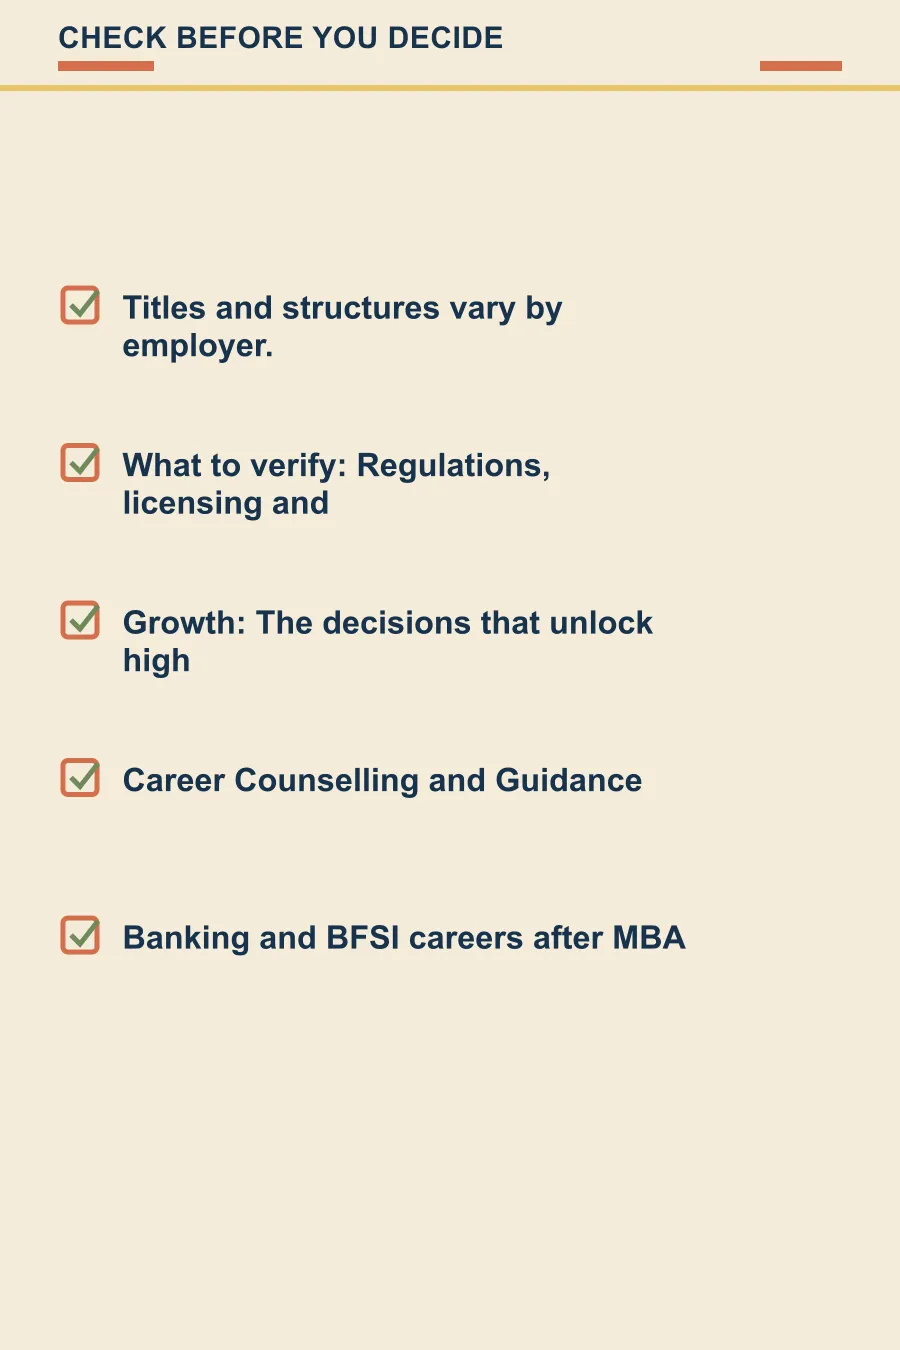 CHECK BEFORE YOU DECIDE
Titles and structures vary by
employer.
What to verify: Regulations,
licensing and
Growth: The decisions that unlock
high
Career Counselling and Guidance
Banking and BFSI careers after MBA